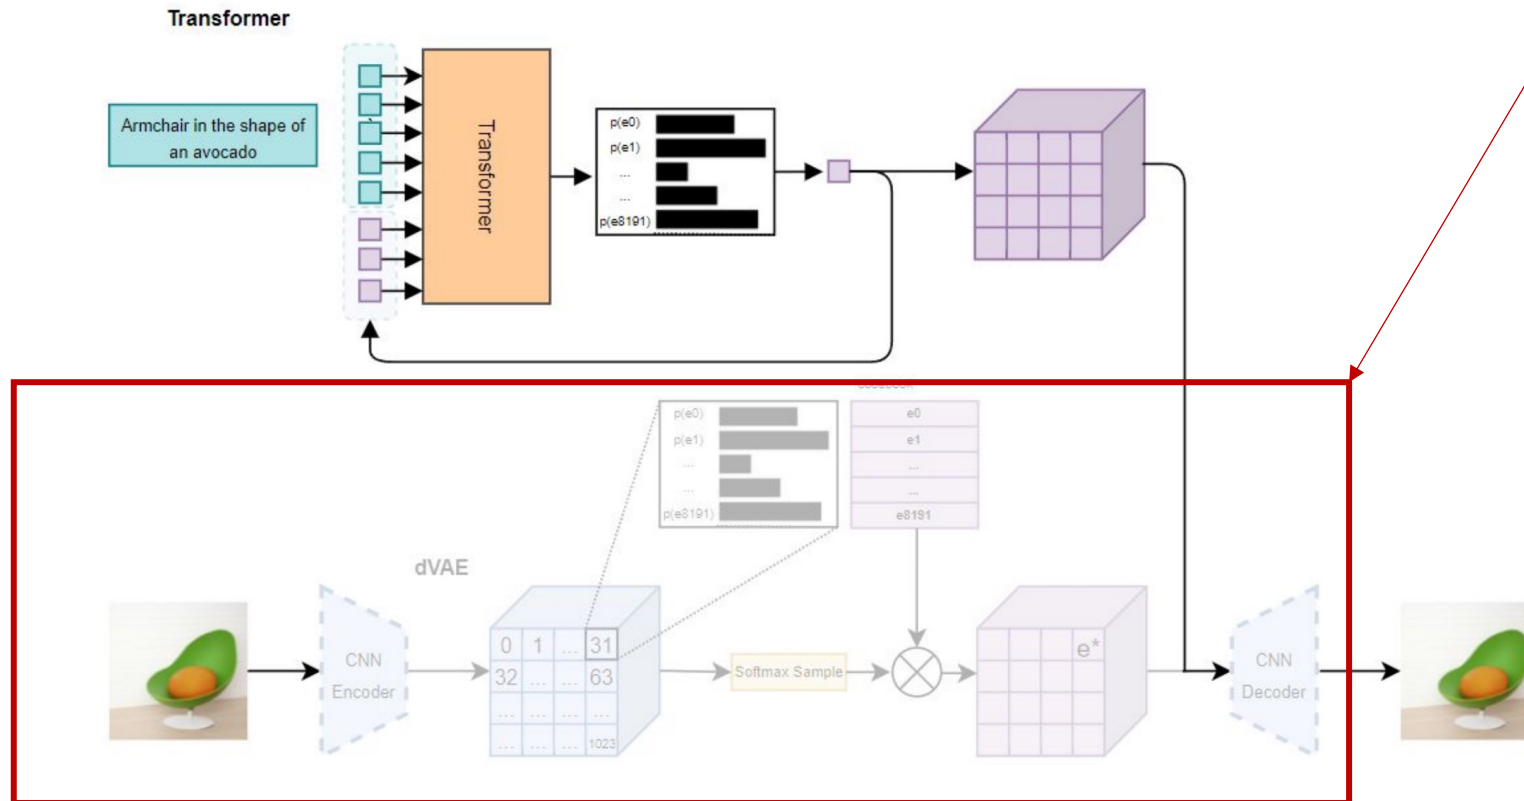 Transformer
Armchair in the shape of
an avocado
Transformer
p(e0)
p(e1)
...
...
p(e8191)
p(e0)
p(e1)
...
...
p(e8191)
e0
e1
...
...
e8191
dVAE
CNN
Encoder
0 1 ... 31
32 ... ... 63
... ... ... ...
... ... ... 1023
Softmax Sample
e*
CNN
Decoder